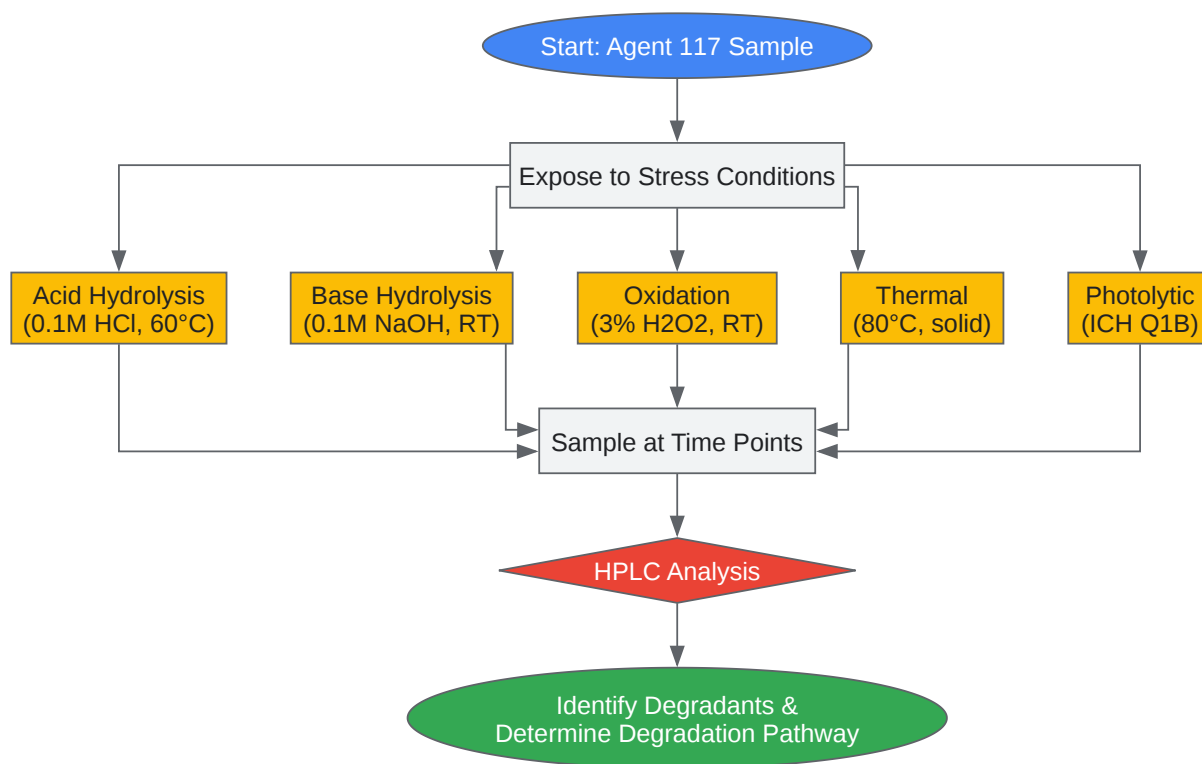 Start: Agent 117 Sample
Expose to Stress Conditions
Acid Hydrolysis
(0.1M HCl, 60°C)
Base Hydrolysis
(0.1M NaOH, RT)
Oxidation
(3% H2O2, RT)
Thermal
(80°C, solid)
Photolytic
(ICH Q1B)
Sample at Time Points
HPLC Analysis
Identify Degradants &
Determine Degradation Pathway